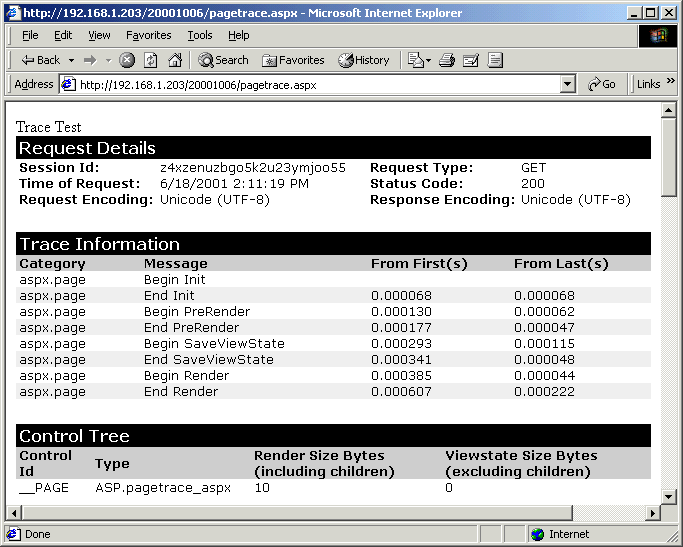 http://192.168.1.203/20001006/pagetrace.aspx - Microsoft Internet Explorer
File Edit View Favorites Tools Help
Back Search Favorites History
Address http://192.168.1.203/20001006/pagetrace.aspx Go Links »
Trace Test
Request Details
Session Id: z4xzenuzbgo5k2u23ymjoo55 Request Type: GET
Time of Request: 6/18/2001 2:11:19 PM Status Code: 200
Request Encoding: Unicode (UTF-8) Response Encoding: Unicode (UTF-8)
Trace Information
Category Message From First(s) From Last(s)
aspx.page Begin Init
aspx.page End Init 0.000068 0.000068
aspx.page Begin PreRender 0.000130 0.000062
aspx.page End PreRender 0.000177 0.000047
aspx.page Begin SaveViewState 0.000293 0.000115
aspx.page End SaveViewState 0.000341 0.000048
aspx.page Begin Render 0.000385 0.000044
aspx.page End Render 0.000607 0.000222
Control Tree
Control Id Type Render Size Bytes (including children) Viewstate Size Bytes (excluding children)
__PAGE ASP.pagetrace_aspx 10 0
Done Internet